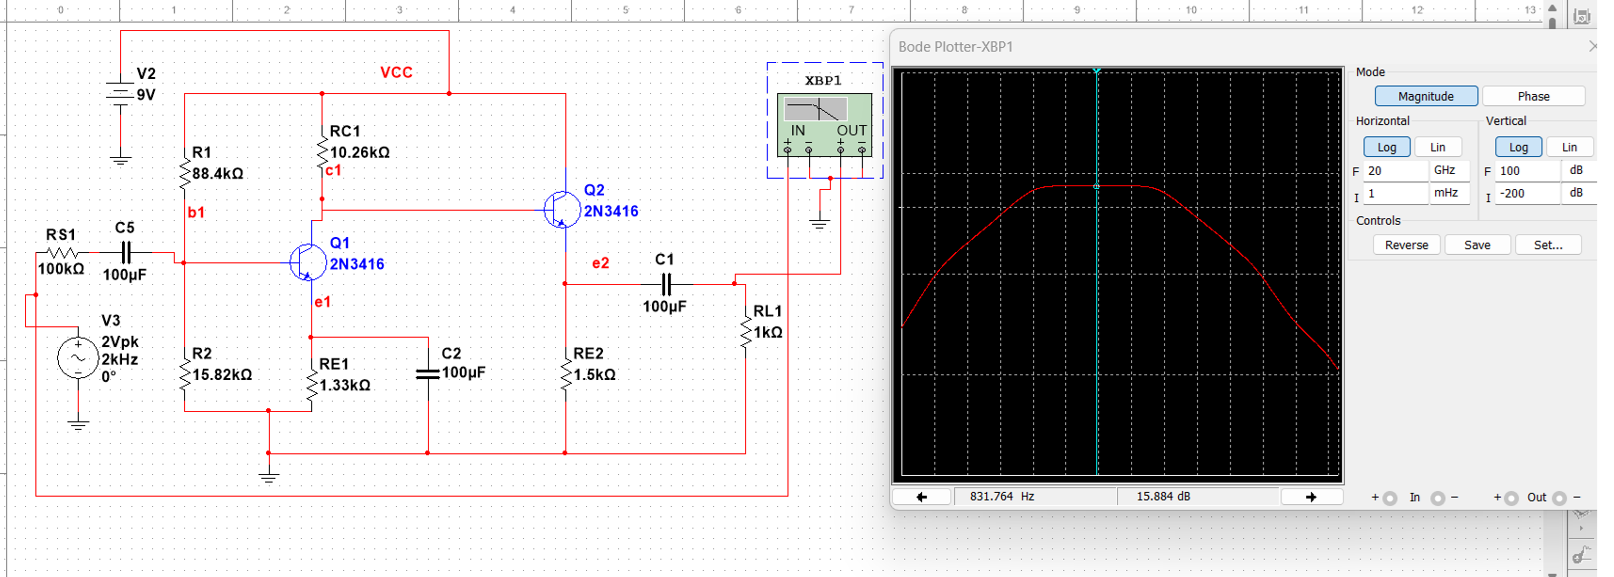 0 1 2 3 4 5 6 7 8 9 10 11 12 13
V2
9V
VCC
R1
88.4kΩ
RC1
10.26kΩ
c1
b1
RS1
100kΩ
C5
100µF
Q1
2N3416
e1
Q2
2N3416
e2
C1
100µF
RL1
1kΩ
V3
2Vpk
2kHz
0°
R2
15.82kΩ
RE1
1.33kΩ
C2
100µF
RE2
1.5kΩ
XBP1
IN OUT
+ − + −
Bode Plotter-XBP1
Mode
Magnitude Phase
Horizontal Vertical
Log Lin Log Lin
F 20 GHz F 100 dB
I 1 mHz I -200 dB
Controls
Reverse Save Set...
831.764 Hz 15.884 dB
+ In − + Out −